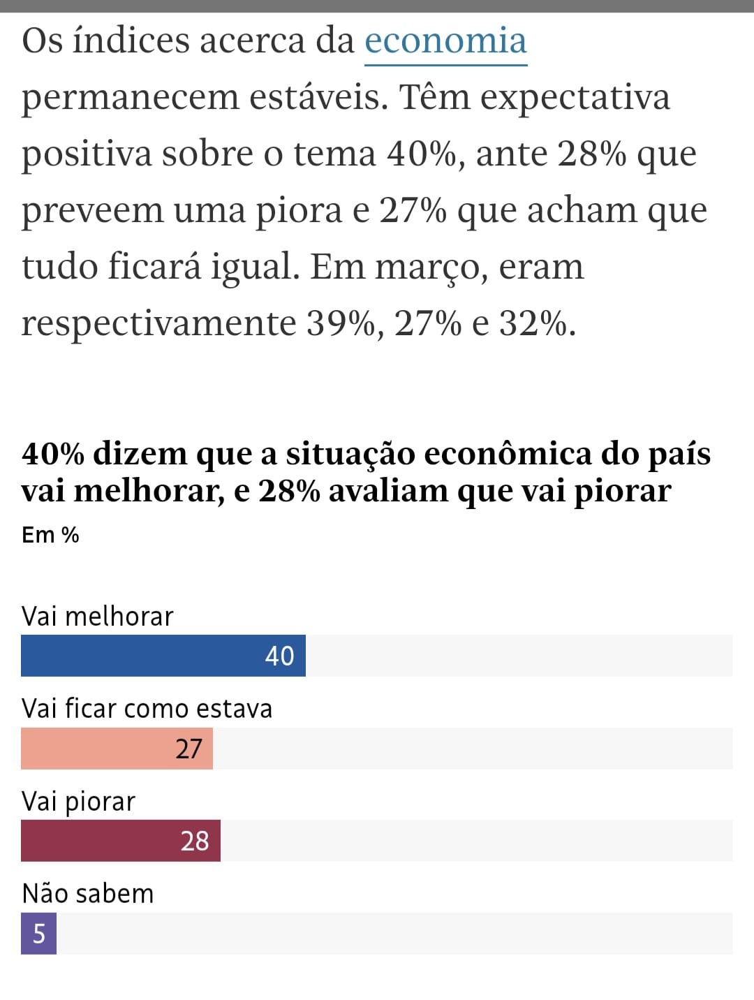 Os índices acerca da economia
permanecem estáveis. Têm expectativa
positiva sobre o tema 40%, ante 28% que
preveem uma piora e 27% que acham que
tudo ficará igual. Em março, eram
respectivamente 39%, 27% e 32%.
40% dizem que a situação econômica do país
vai melhorar, e 28% avaliam que vai piorar
Em %
Vai melhorar
40
Vai ficar como estava
27
Vai piorar
28
Não sabem
5